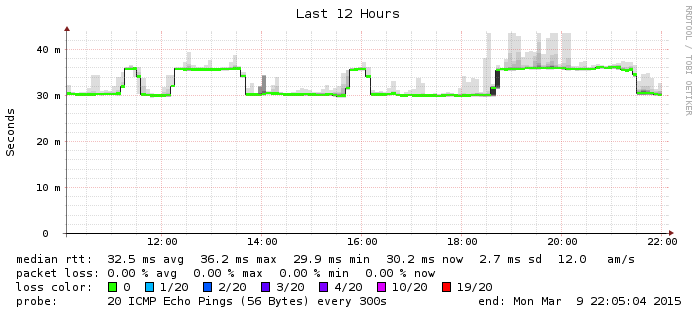 Last 12 Hours
RRDTOOL / TOBI OETIKER
Seconds
40 m
30 m
20 m
10 m
0
12:00 14:00 16:00 18:00 20:00 22:00
median rtt: 32.5 ms avg 36.2 ms max 29.9 ms min 30.2 ms now 2.7 ms sd 12.0 am/s
packet loss: 0.00 % avg 0.00 % max 0.00 % min 0.00 % now
loss color: 0 1/20 2/20 3/20 4/20 10/20 19/20
probe: 20 ICMP Echo Pings (56 Bytes) every 300s end: Mon Mar 9 22:05:04 2015